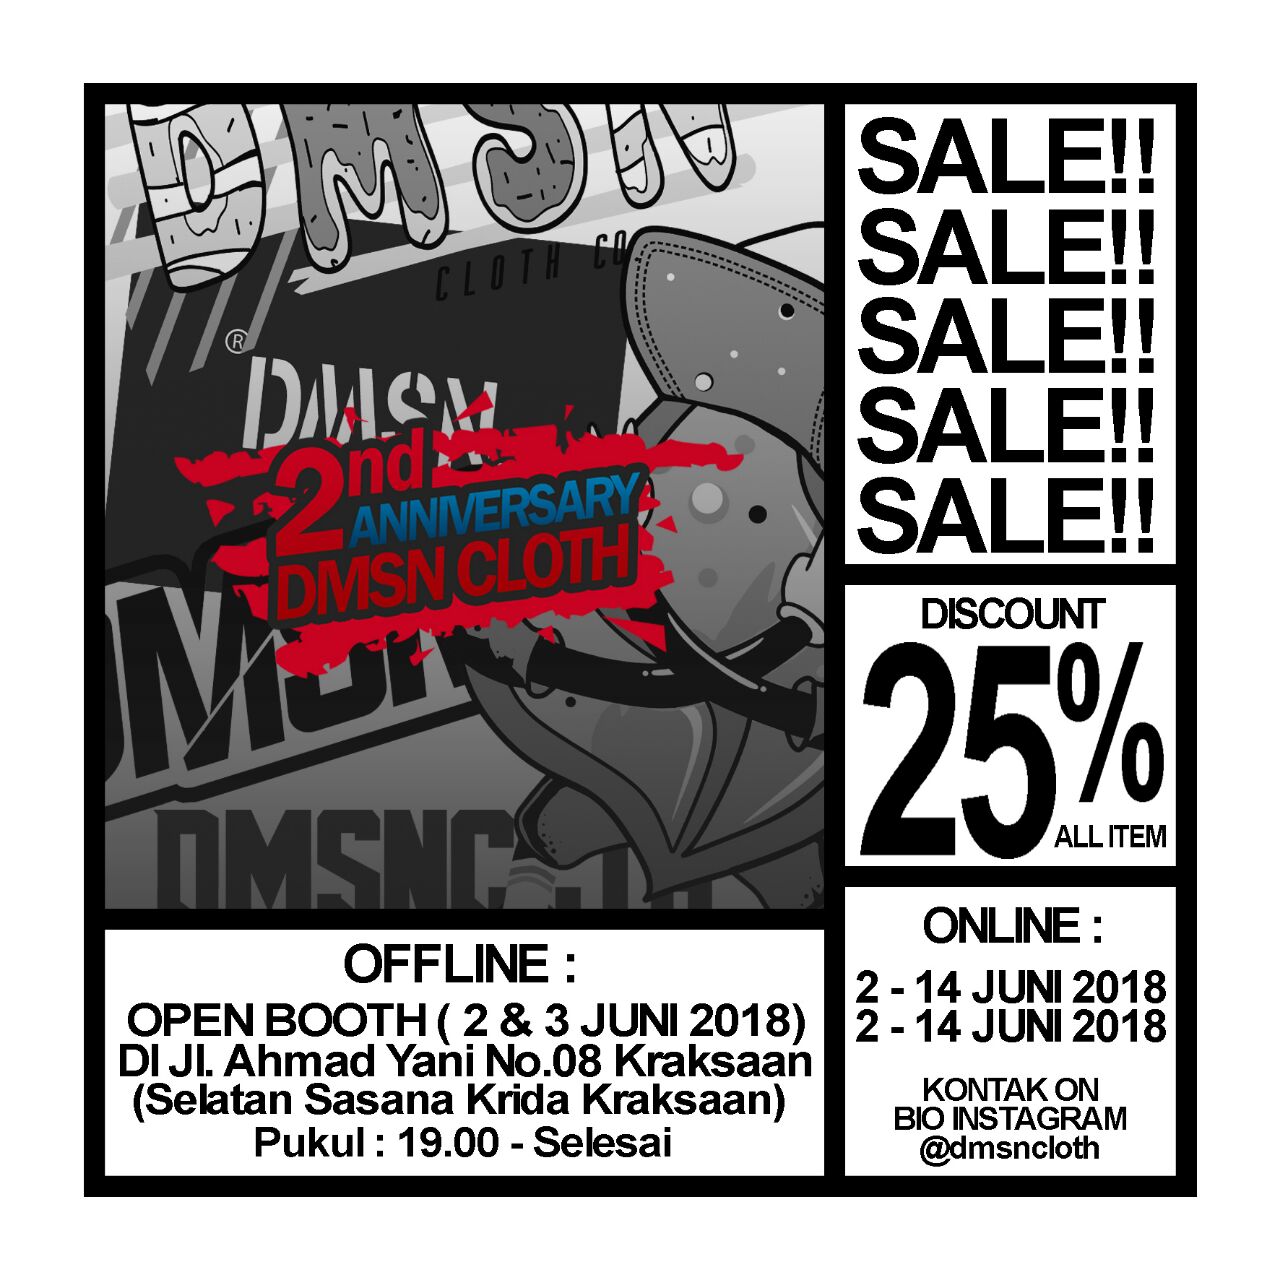 DMSN
CLOTH CO.
®
DMSN
2nd
ANNIVERSARY
DMSN CLOTH
DMSN
DMSNCLOTH
SALE!!
SALE!!
SALE!!
SALE!!
SALE!!
DISCOUNT
25%
ALL ITEM
OFFLINE :
OPEN BOOTH ( 2 & 3 JUNI 2018)
DI Jl. Ahmad Yani No.08 Kraksaan
(Selatan Sasana Krida Kraksaan)
Pukul : 19.00 - Selesai
ONLINE :
2 - 14 JUNI 2018
2 - 14 JUNI 2018
KONTAK ON
BIO INSTAGRAM
@dmsncloth